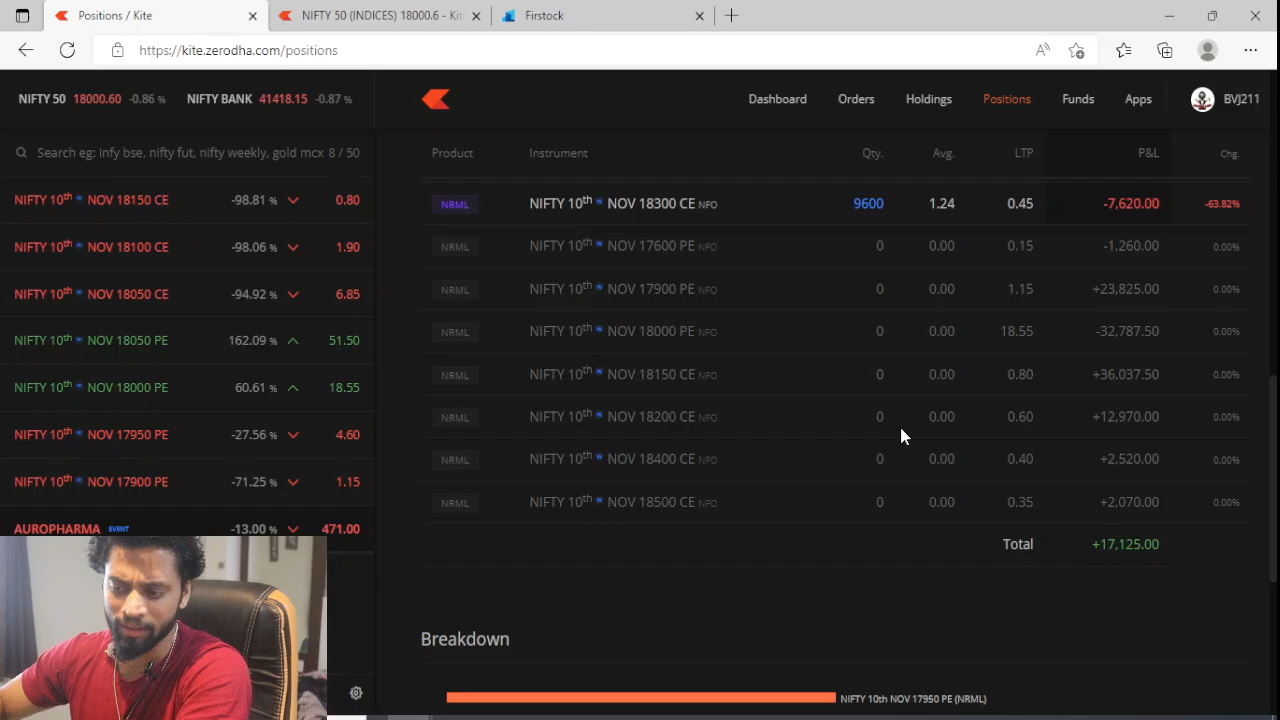 Positions / Kite
NIFTY 50 (INDICES) 18000.6 - Kit
Firstock
https://kite.zerodha.com/positions
NIFTY 50 18000.60 -0.86 % NIFTY BANK 41418.15 -0.87 %
Dashboard Orders Holdings Positions Funds Apps BVJ211
Search eg: infy bse, nifty fut, nifty weekly, gold mcx 8 / 50
NIFTY 10th W NOV 18150 CE -98.81 % 0.80
NIFTY 10th W NOV 18100 CE -98.06 % 1.90
NIFTY 10th W NOV 18050 CE -94.92 % 6.85
NIFTY 10th W NOV 18050 PE 162.09 % 51.50
NIFTY 10th W NOV 18000 PE 60.61 % 18.55
NIFTY 10th W NOV 17950 PE -27.56 % 4.60
NIFTY 10th W NOV 17900 PE -71.25 % 1.15
AUROPHARMA EVENT -13.00 % 471.00
Product Instrument Qty. Avg. LTP P&L Chg.
NRML NIFTY 10th W NOV 18300 CE NFO 9600 1.24 0.45 -7,620.00 -63.82%
NRML NIFTY 10th W NOV 17600 PE NFO 0 0.00 0.15 -1,260.00 0.00%
NRML NIFTY 10th W NOV 17900 PE NFO 0 0.00 1.15 +23,825.00 0.00%
NRML NIFTY 10th W NOV 18000 PE NFO 0 0.00 18.55 -32,787.50 0.00%
NRML NIFTY 10th W NOV 18150 CE NFO 0 0.00 0.80 +36,037.50 0.00%
NRML NIFTY 10th W NOV 18200 CE NFO 0 0.00 0.60 +12,970.00 0.00%
NRML NIFTY 10th W NOV 18400 CE NFO 0 0.00 0.40 +2,520.00 0.00%
NRML NIFTY 10th W NOV 18500 CE NFO 0 0.00 0.35 +2,070.00 0.00%
Total +17,125.00
Breakdown
NIFTY 10th NOV 17950 PE (NRML)